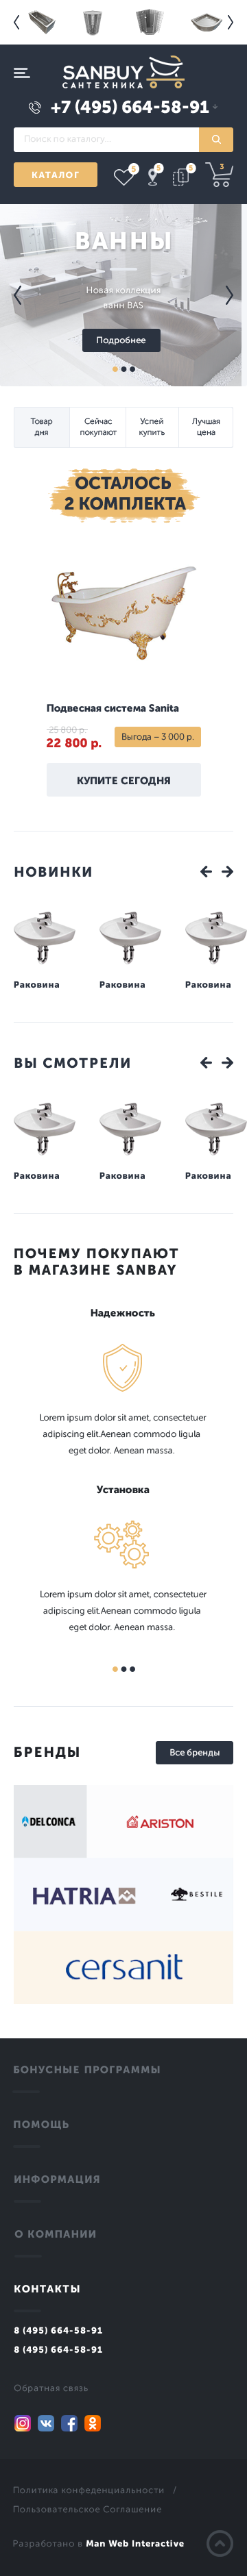 SANBUY
САНТЕХНИКА
+7 (495) 664-58-91
Поиск по каталогу...
КАТАЛОГ
5
5
5
3
ВАННЫ
Новая коллекция
ванн BAS
Подробнее
Товар
дня
Сейчас
покупают
Успей
купить
Лучшая
цена
ОСТАЛОСЬ
2 КОМПЛЕКТА
Подвесная система Sanita
25 800 р.
22 800 р.
Выгода – 3 000 р.
КУПИТЕ СЕГОДНЯ
НОВИНКИ
Раковина
Раковина
Раковина
ВЫ СМОТРЕЛИ
Раковина
Раковина
Раковина
ПОЧЕМУ ПОКУПАЮТ
В МАГАЗИНЕ SANBAY
Надежность
Lorem ipsum dolor sit amet, consectetuer
adipiscing elit.Aenean commodo ligula
eget dolor. Aenean massa.
Установка
Lorem ipsum dolor sit amet, consectetuer
adipiscing elit.Aenean commodo ligula
eget dolor. Aenean massa.
БРЕНДЫ
Все бренды
DELCONCA
ARISTON
HATRIA
BESTILE
cersanit
БОНУСНЫЕ ПРОГРАММЫ
ПОМОЩЬ
ИНФОРМАЦИЯ
О КОМПАНИИ
КОНТАКТЫ
8 (495) 664-58-91
8 (495) 664-58-91
Обратная связь
Политика конфеденциальности /
Пользовательское Соглашение
Разработано в Man Web Interactive